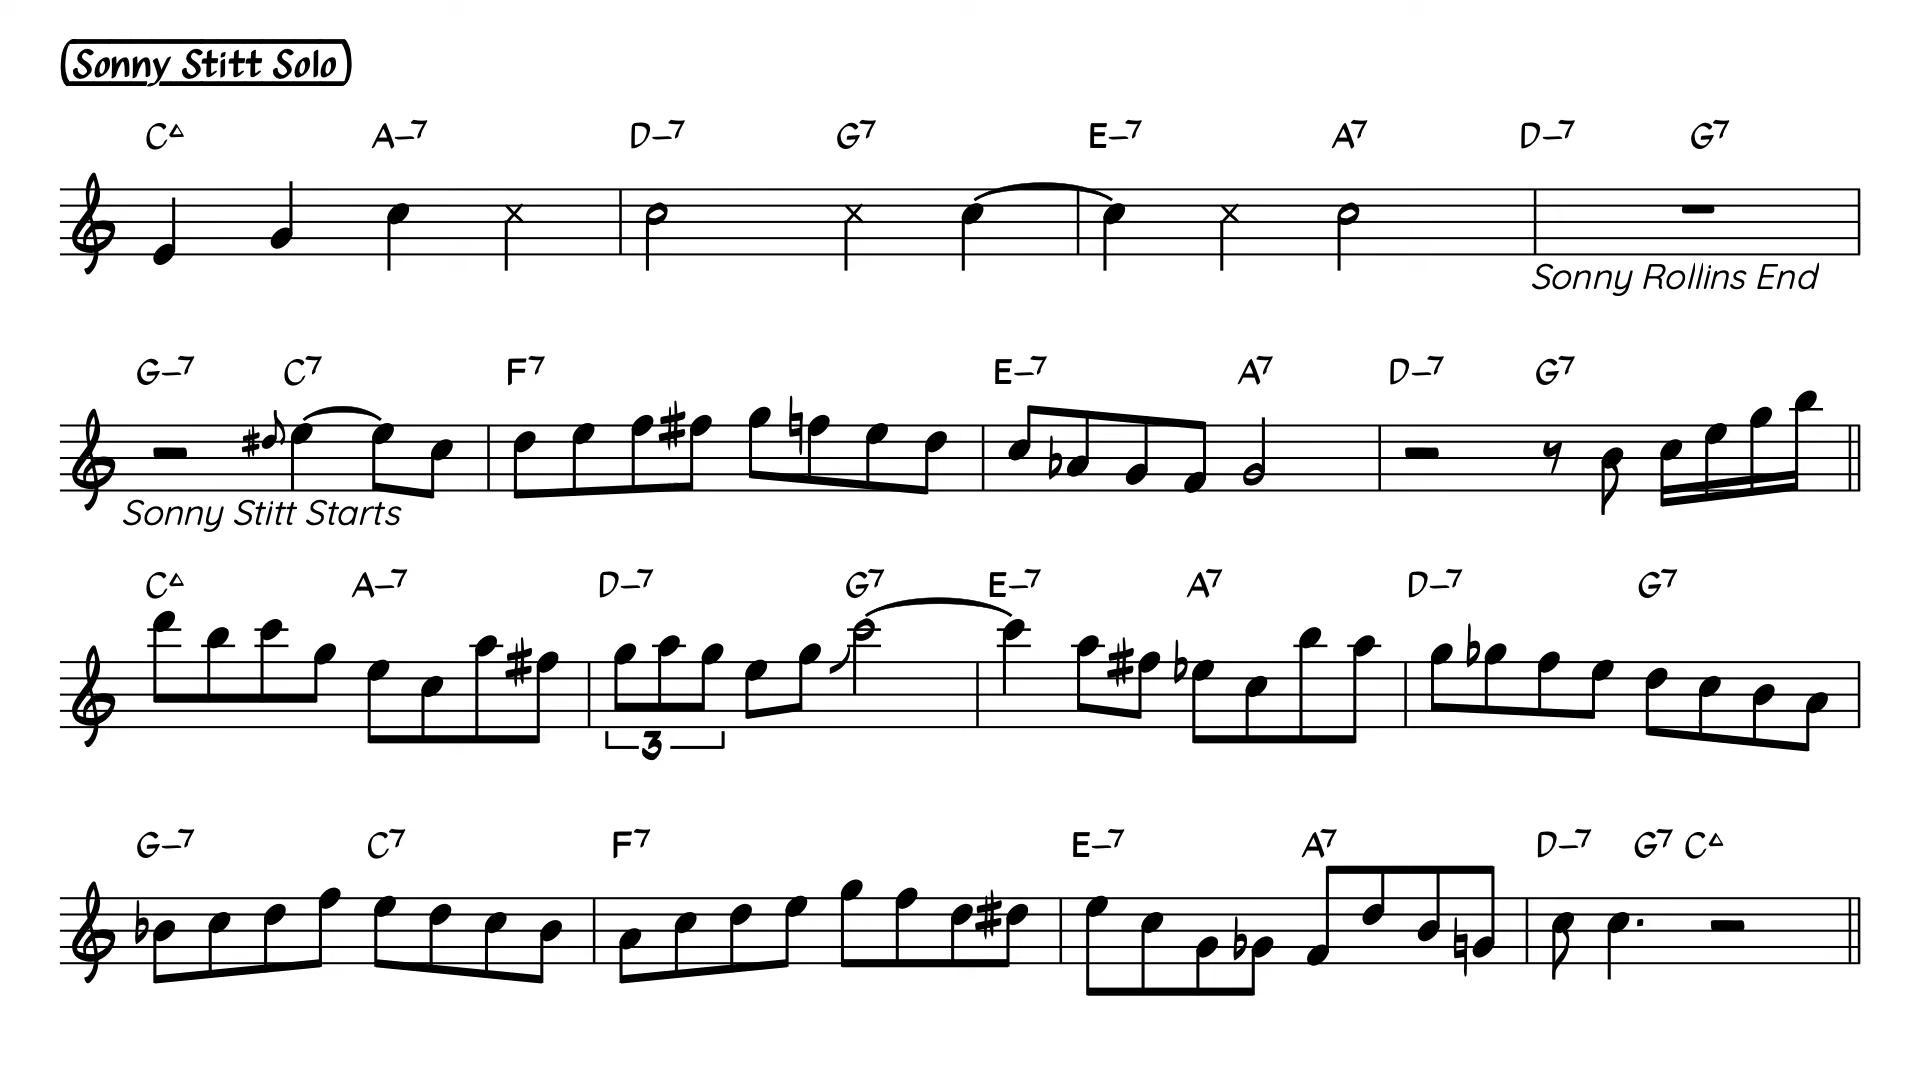 Sonny Stitt Solo
C△ A–7 D–7 G7 E–7 A7 D–7 G7
Sonny Rollins End
G–7 C7 F7 E–7 A7 D–7 G7
Sonny Stitt Starts
C△ A–7 D–7 G7 E–7 A7 D–7 G7
3
G–7 C7 F7 E–7 A7 D–7 G7 C△